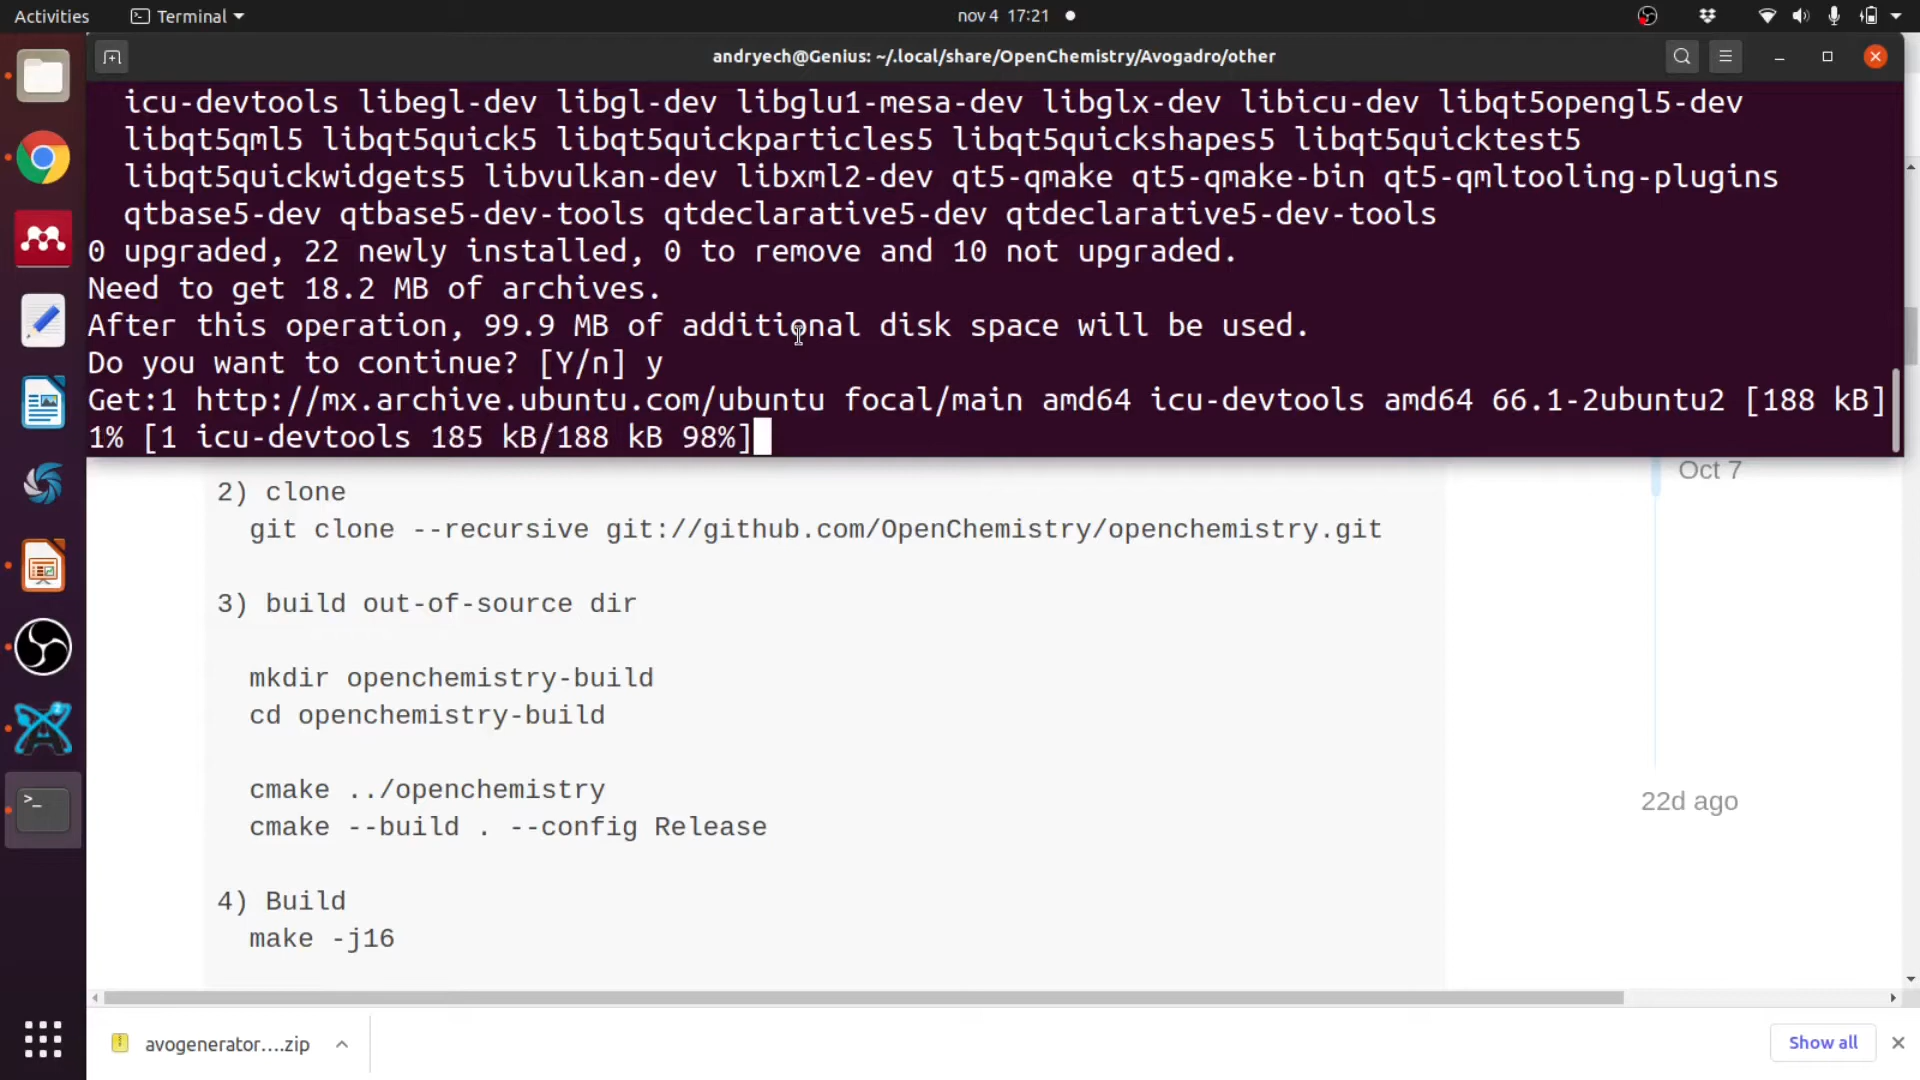 Activities
Terminal
nov 4 17:21
andryech@Genius: ~/.local/share/OpenChemistry/Avogadro/other
icu-devtools libegl-dev libgl-dev libglu1-mesa-dev libglx-dev libicu-dev libqt5opengl5-dev
libqt5qml5 libqt5quick5 libqt5quickparticles5 libqt5quickshapes5 libqt5quicktest5
libqt5quickwidgets5 libvulkan-dev libxml2-dev qt5-qmake qt5-qmake-bin qt5-qmltooling-plugins
qtbase5-dev qtbase5-dev-tools qtdeclarative5-dev qtdeclarative5-dev-tools
0 upgraded, 22 newly installed, 0 to remove and 10 not upgraded.
Need to get 18.2 MB of archives.
After this operation, 99.9 MB of additional disk space will be used.
Do you want to continue? [Y/n] y
Get:1 http://mx.archive.ubuntu.com/ubuntu focal/main amd64 icu-devtools amd64 66.1-2ubuntu2 [188 kB]
1% [1 icu-devtools 185 kB/188 kB 98%]
Oct 7
2) clone
git clone --recursive git://github.com/OpenChemistry/openchemistry.git
3) build out-of-source dir
mkdir openchemistry-build
cd openchemistry-build
cmake ../openchemistry
22d ago
cmake --build . --config Release
4) Build
make -j16
avogenerator....zip
Show all